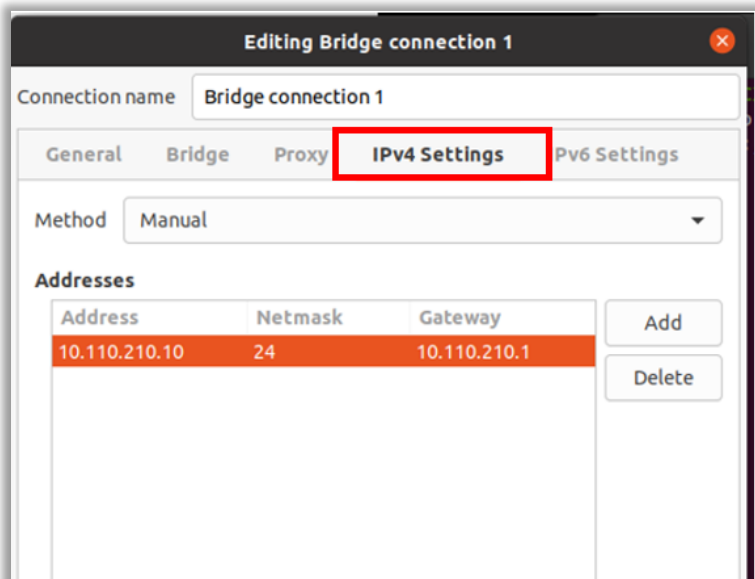 Editing Bridge connection 1
Connection name Bridge connection 1
General Bridge Proxy IPv4 Settings Pv6 Settings
Method Manual
Addresses
Address Netmask Gateway
Add
10.110.210.10 24 10.110.210.1
Delete